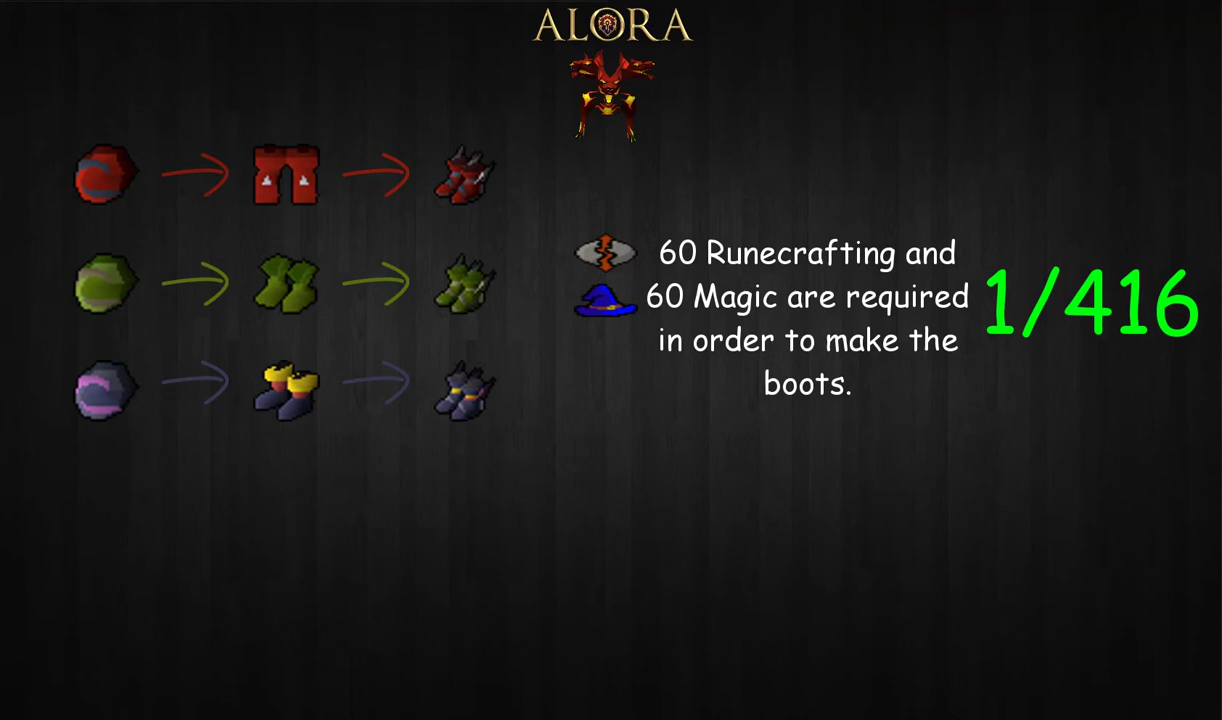 ALORA
60 Runecrafting and
60 Magic are required
in order to make the
boots.
1/416